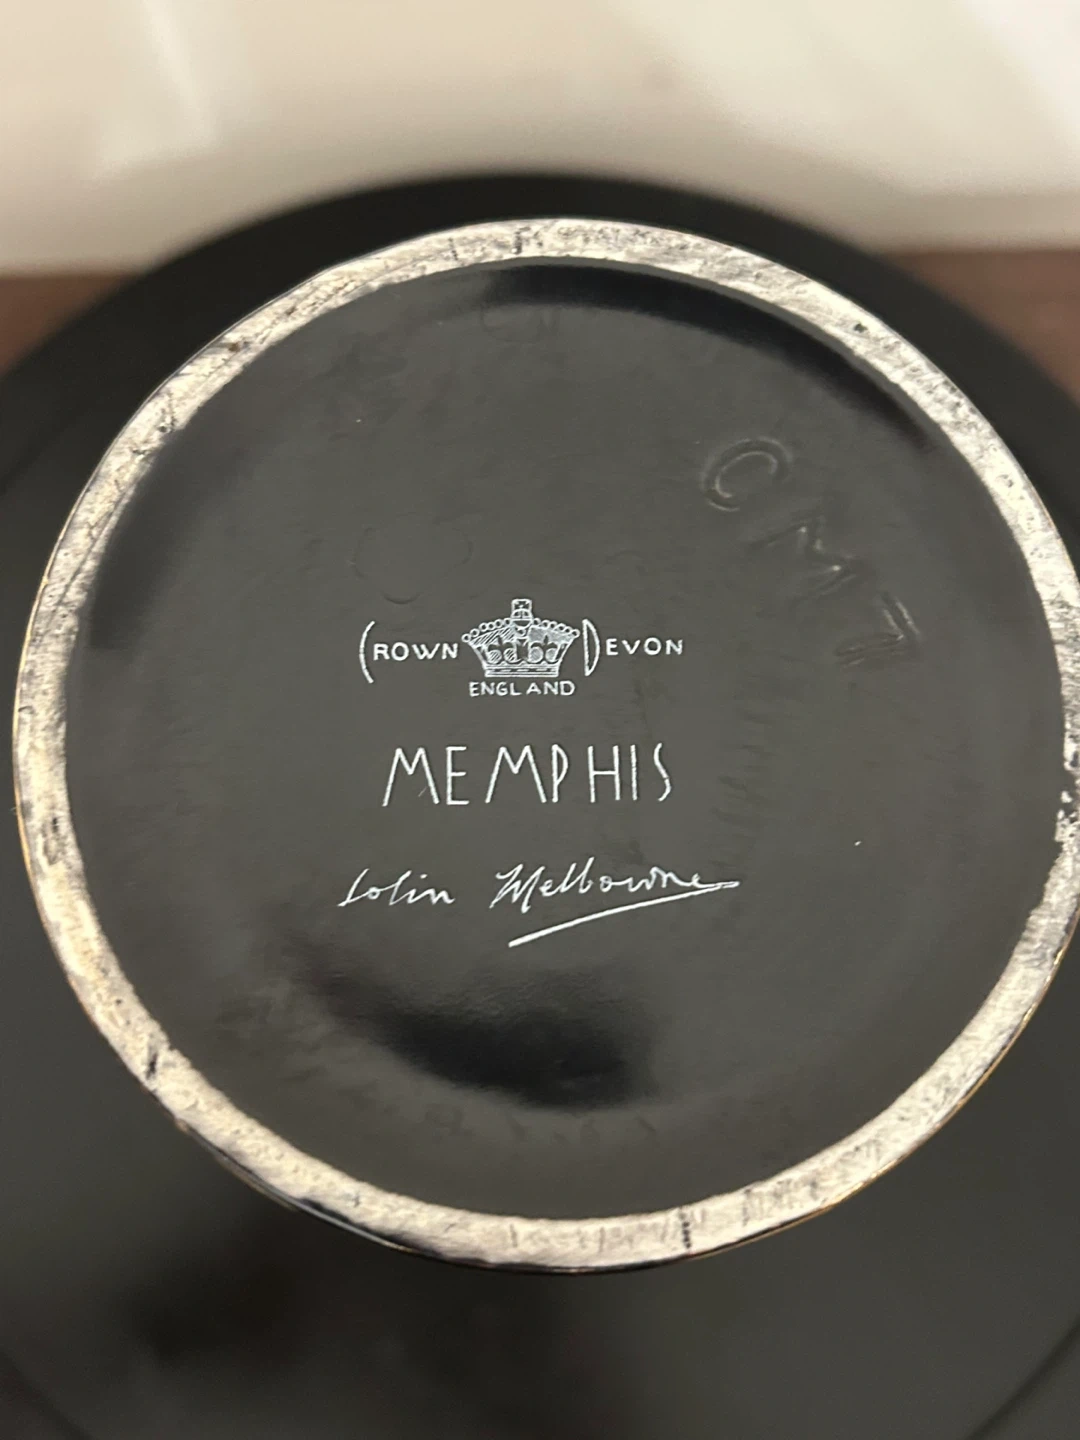 CM7
CROWN DEVON
ENGLAND
MEMPHIS
Colin Melbourne